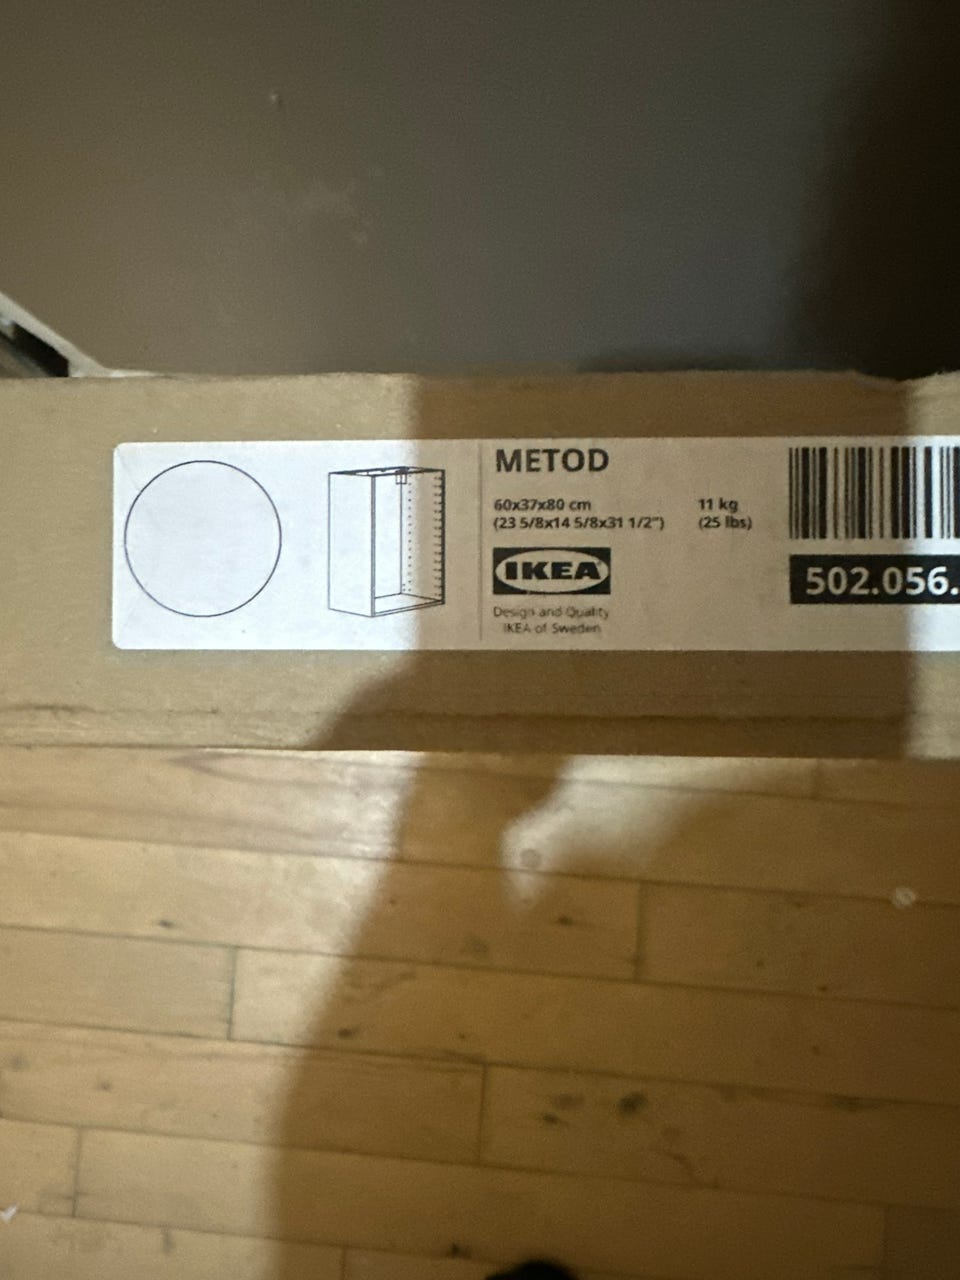 METOD
60x37x80 cm
(23 5/8x14 5/8x31 1/2")
11 kg
(25 lbs)
IKEA
Design and Quality
IKEA of Sweden
502.056.